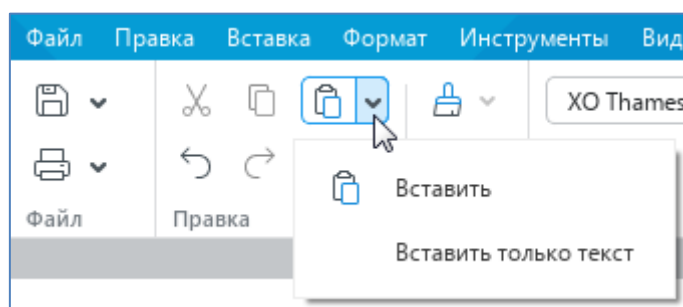 Файл Правка Вставка Формат Инструменты Вид
XO Thames
Файл Правка
Вставить
Вставить только текст